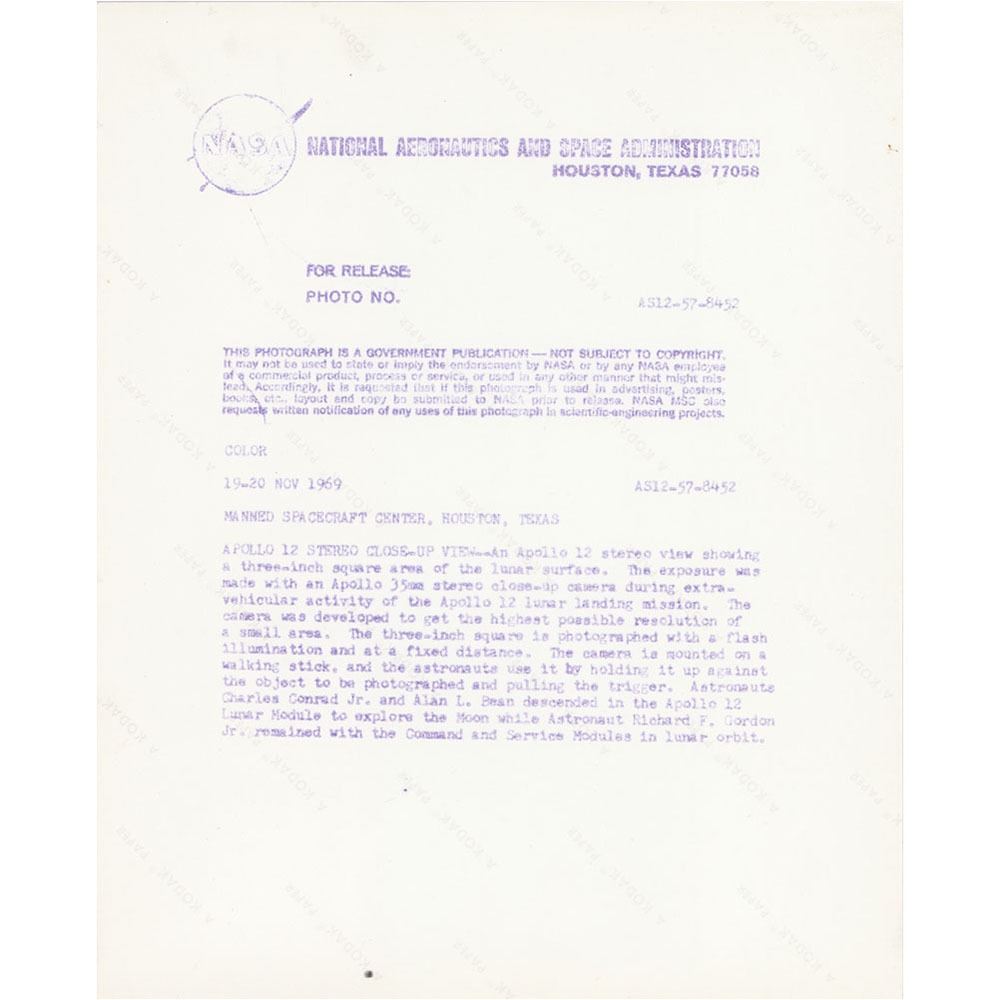 NASA
NATIONAL AERONAUTICS AND SPACE ADMINISTRATION
HOUSTON, TEXAS 77058
FOR RELEASE:
PHOTO NO.
AS12-57-8452
THIS PHOTOGRAPH IS A GOVERNMENT PUBLICATION — NOT SUBJECT TO COPYRIGHT.
It may not be used to state or imply the endorsement by NASA or by any NASA employee
of a commercial product, process or service, or used in any other manner that might mis-
lead. Accordingly, it is requested that if this photograph is used in advertising, posters,
books, etc., layout and copy be submitted to NASA prior to release. NASA MSC also
requests written notification of any uses of this photograph in scientific-engineering projects.
COLOR
19-20 NOV 1969
AS12-57-8452
MANNED SPACECRAFT CENTER, HOUSTON, TEXAS
APOLLO 12 STEREO CLOSE-UP VIEW--An Apollo 12 stereo view showing
a three-inch square area of the lunar surface. The exposure was
made with an Apollo 35mm stereo close-up camera during extra-
vehicular activity of the Apollo 12 lunar landing mission. The
camera was developed to get the highest possible resolution of
a small area. The three-inch square is photographed with a flash
illumination and at a fixed distance. The camera is mounted on a
walking stick, and the astronauts use it by holding it up against
the object to be photographed and pulling the trigger. Astronauts
Charles Conrad Jr. and Alan L. Bean descended in the Apollo 12
Lunar Module to explore the Moon while Astronaut Richard F. Gordon
Jr. remained with the Command and Service Modules in lunar orbit.
A KODAK PAPER